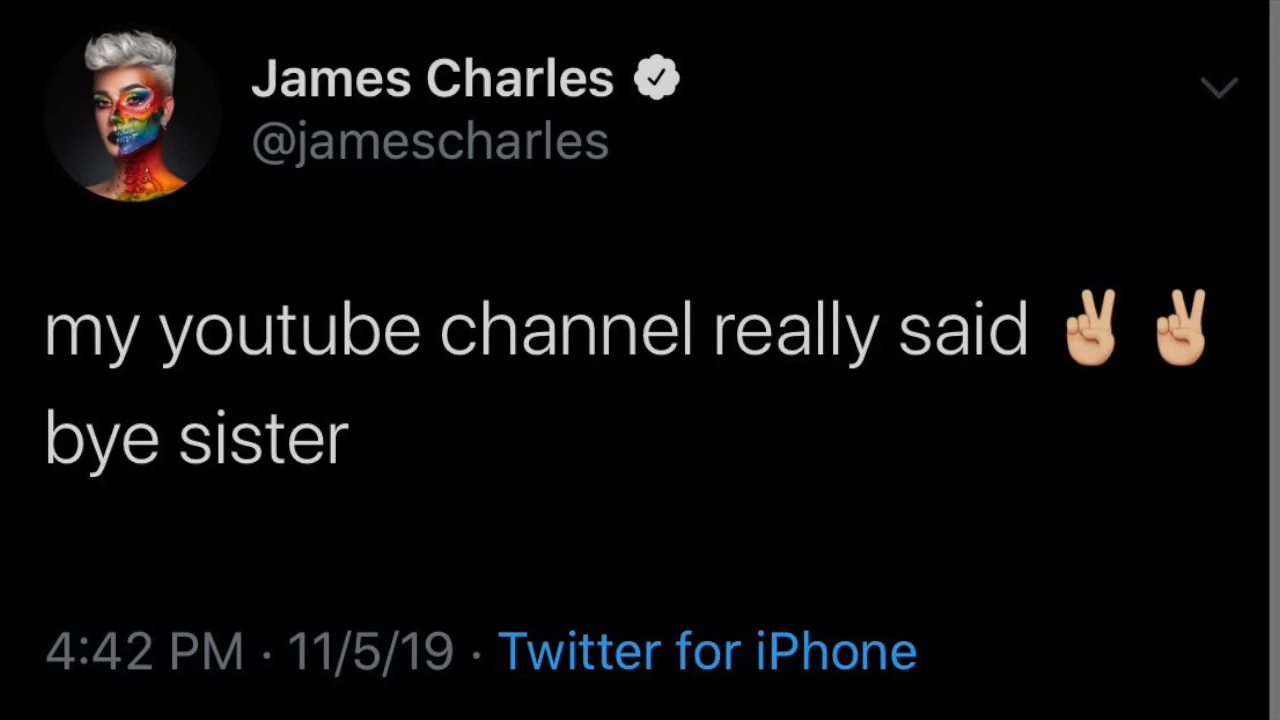 James Charles
@jamescharles
my youtube channel really said ✌🏼 ✌🏼
bye sister
4:42 PM · 11/5/19 · Twitter for iPhone